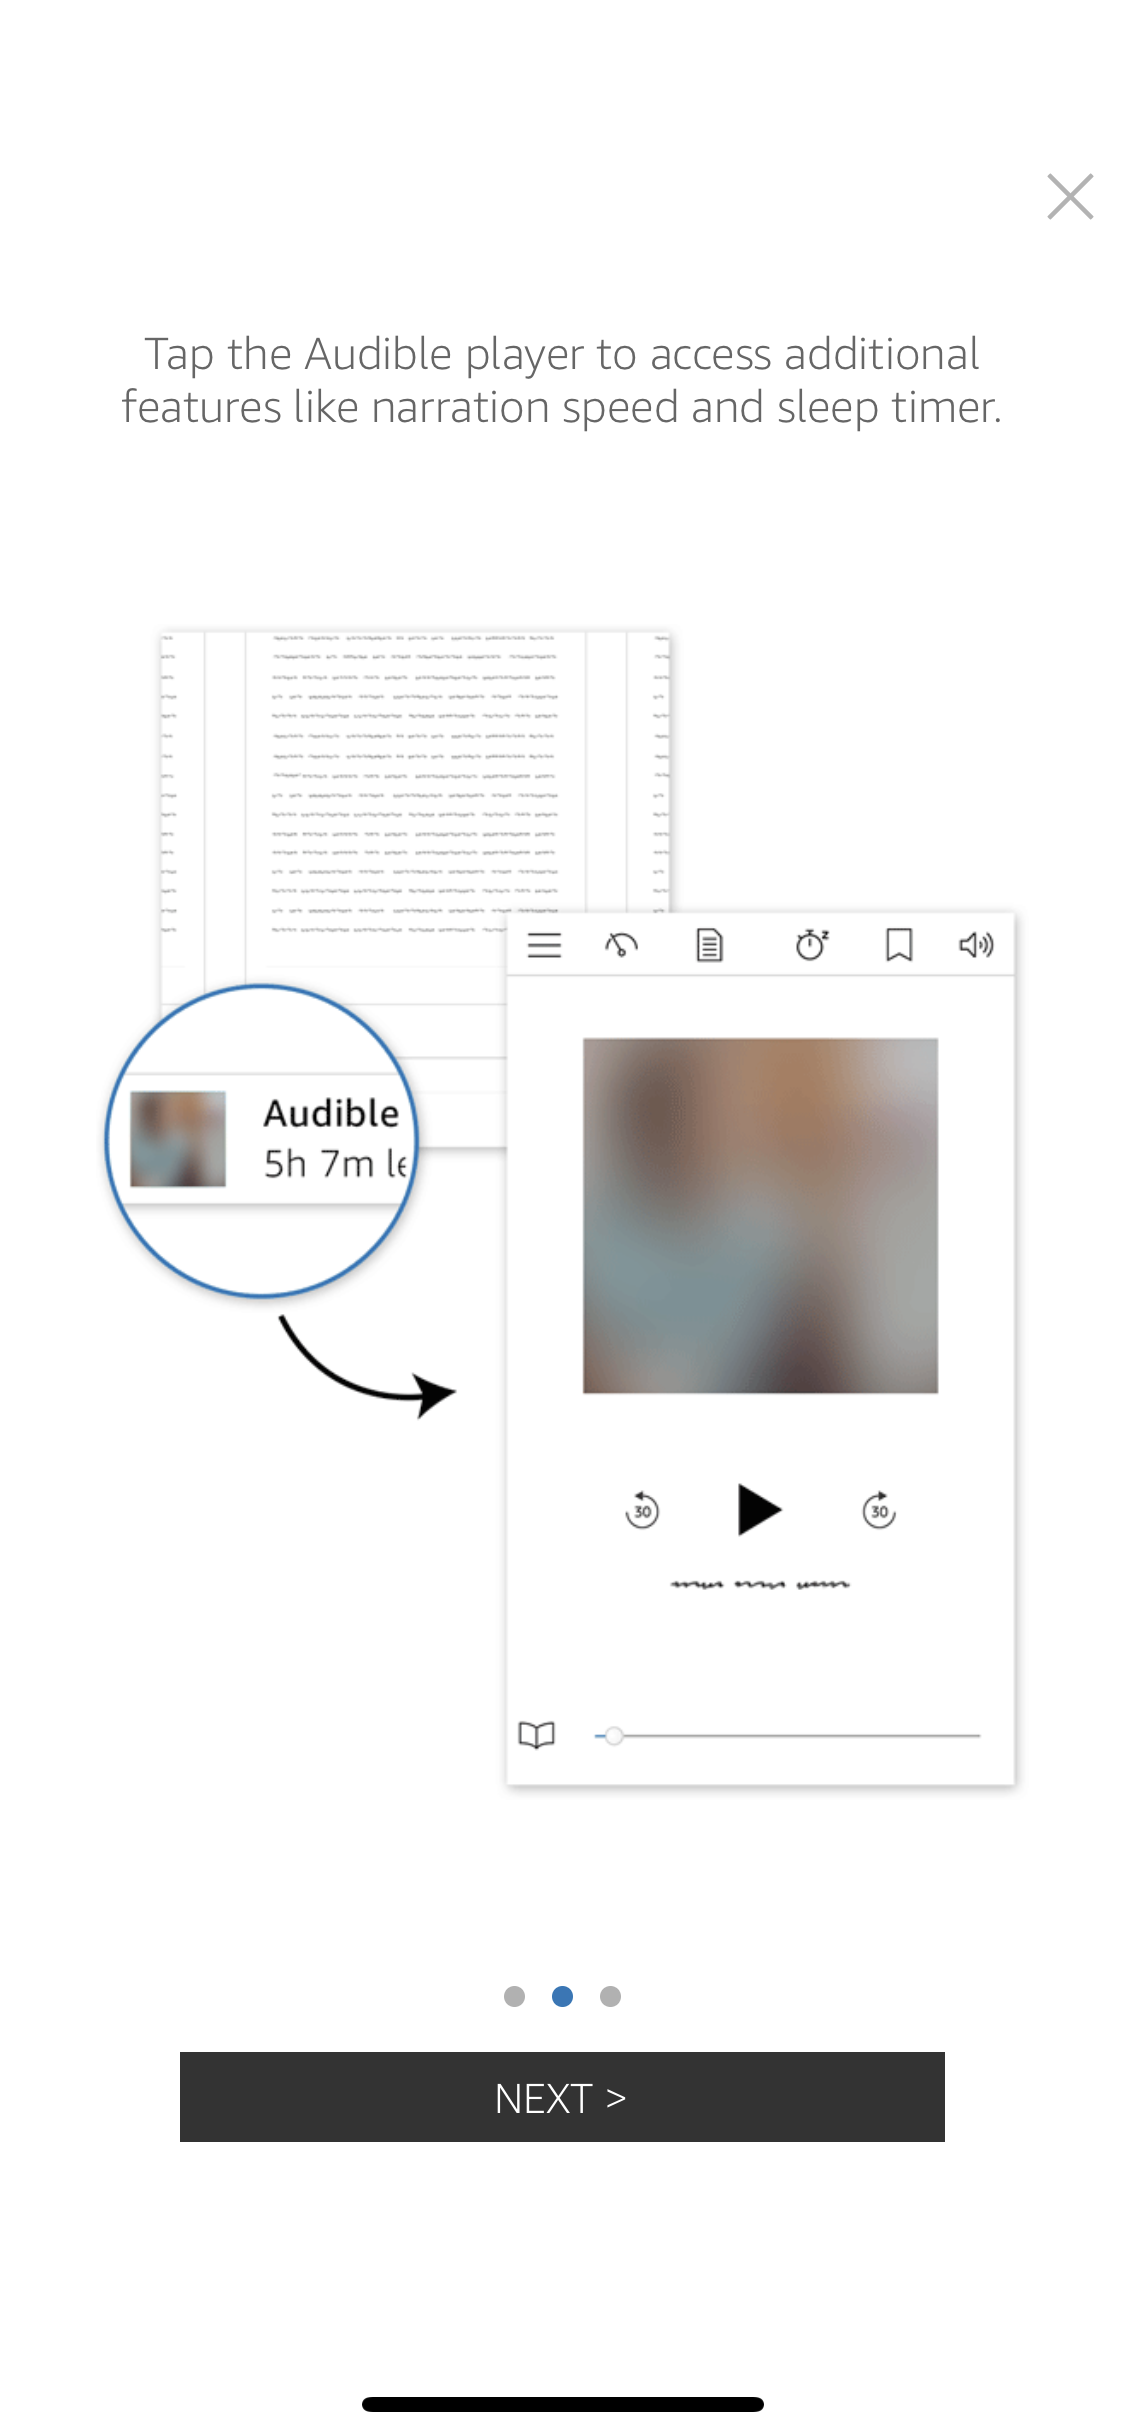 Tap the Audible player to access additional
features like narration speed and sleep timer.
z
Audible
5h 7m le
30
30
NEXT >